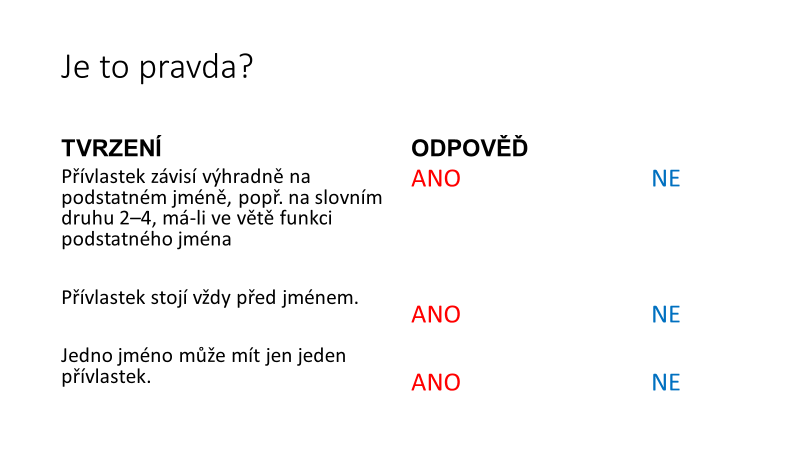 Je to pravda?
TVRZENÍ
Přívlastek závisí výhradně na
podstatném jméně, popř. na slovním
druhu 2–4, má-li ve větě funkci
podstatného jména
Přívlastek stojí vždy před jménem.
Jedno jméno může mít jen jeden
přívlastek.
ODPOVĚĎ
ANO NE
ANO NE
ANO NE